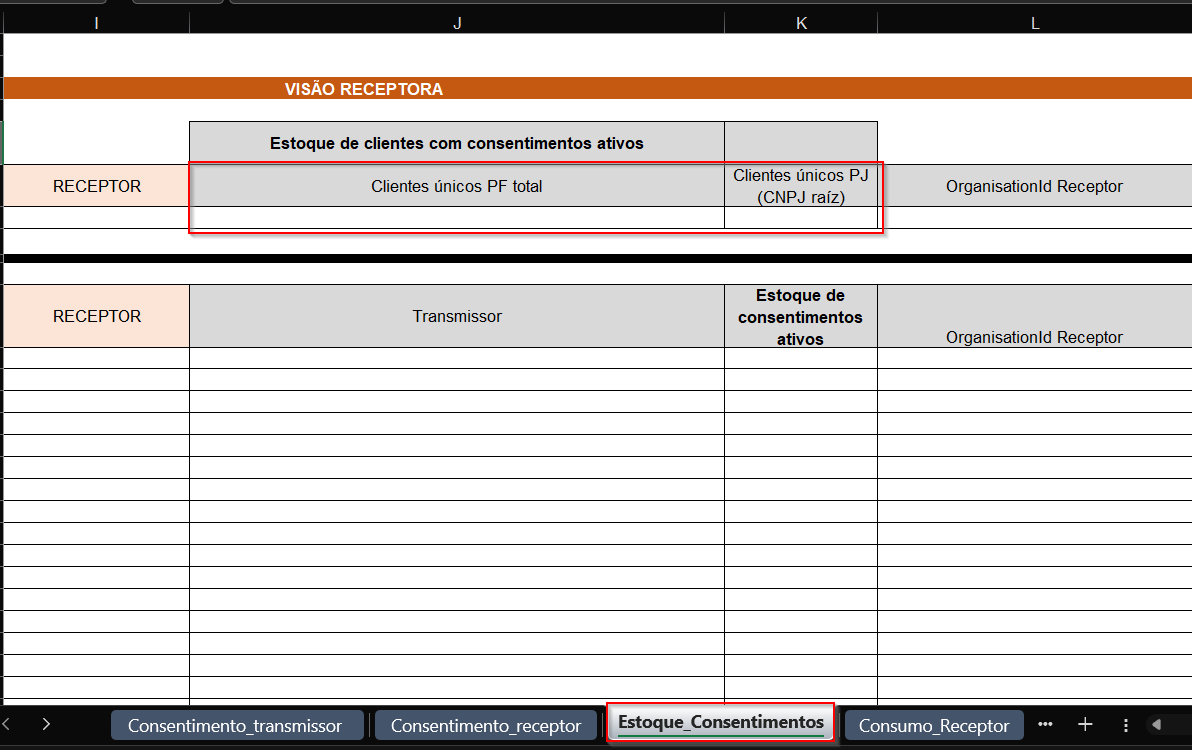 I J K L
VISÃO RECEPTORA
Estoque de clientes com consentimentos ativos
RECEPTOR
Clientes únicos PF total
Clientes únicos PJ
(CNPJ raíz)
OrganisationId Receptor
RECEPTOR
Transmissor
Estoque de
consentimentos
ativos
OrganisationId Receptor
Consentimento_transmissor
Consentimento_receptor
Estoque_Consentimentos
Consumo_Receptor